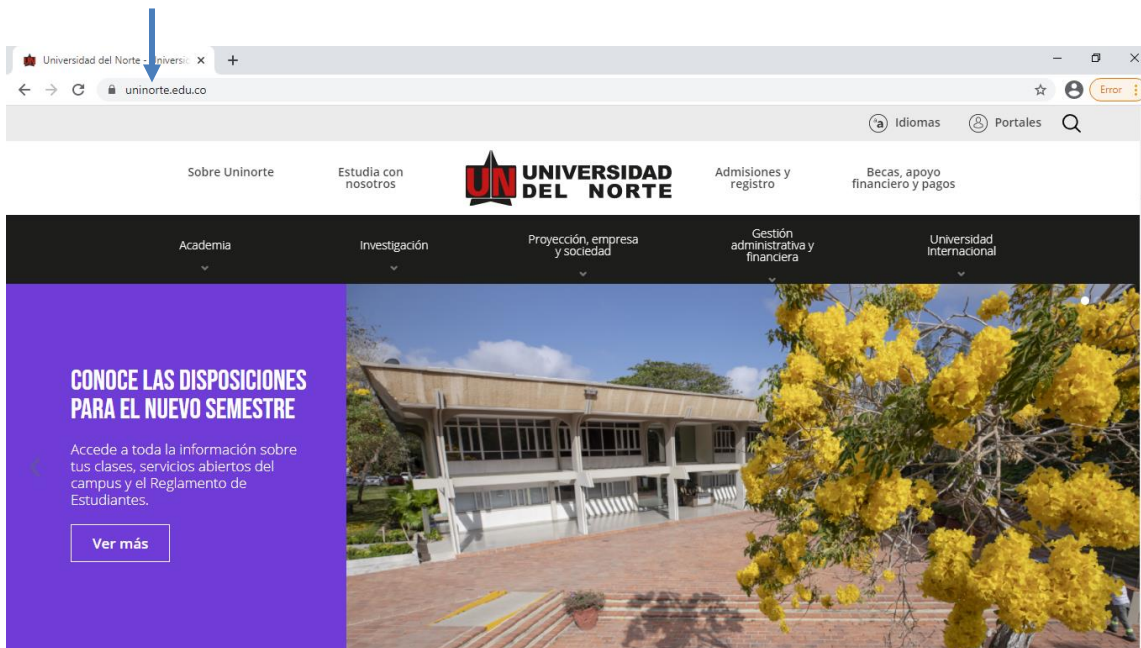 Universidad del Norte - Universid
uninorte.edu.co
Error
Idiomas
Portales
Sobre Uninorte
Estudia con
nosotros
UN UNIVERSIDAD
DEL NORTE
Admisiones y
registro
Becas, apoyo
financiero y pagos
Academia
Investigación
Proyección, empresa
y sociedad
Gestión
administrativa y
financiera
Universidad
Internacional
CONOCE LAS DISPOSICIONES
PARA EL NUEVO SEMESTRE
Accede a toda la información sobre
tus clases, servicios abiertos del
campus y el Reglamento de
Estudiantes.
Ver más